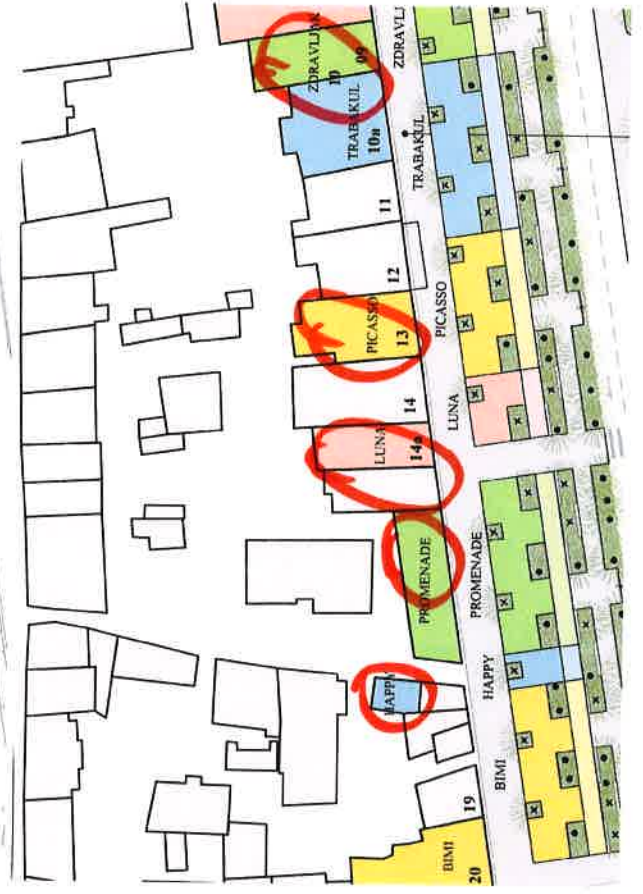 BIMI
20
19
HAPPY
PROMENADE
LUNA
14a
14
PICASSO
13
12
11
TRABAKUL
10a
ZDRAVLJAK
10
09
BIMI
HAPPY
PROMENADE
LUNA
PICASSO
TRABAKUL
ZDRAVLJ